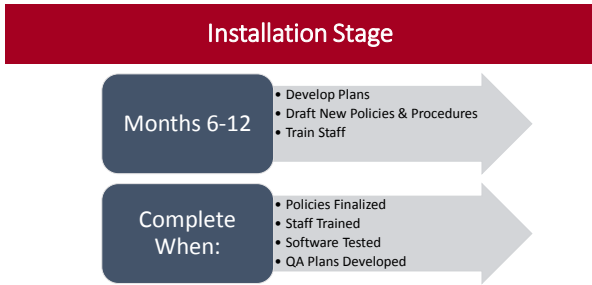 Installation Stage
Months 6-12
• Develop Plans
• Draft New Policies & Procedures
• Train Staff
Complete
When:
• Policies Finalized
• Staff Trained
• Software Tested
• QA Plans Developed